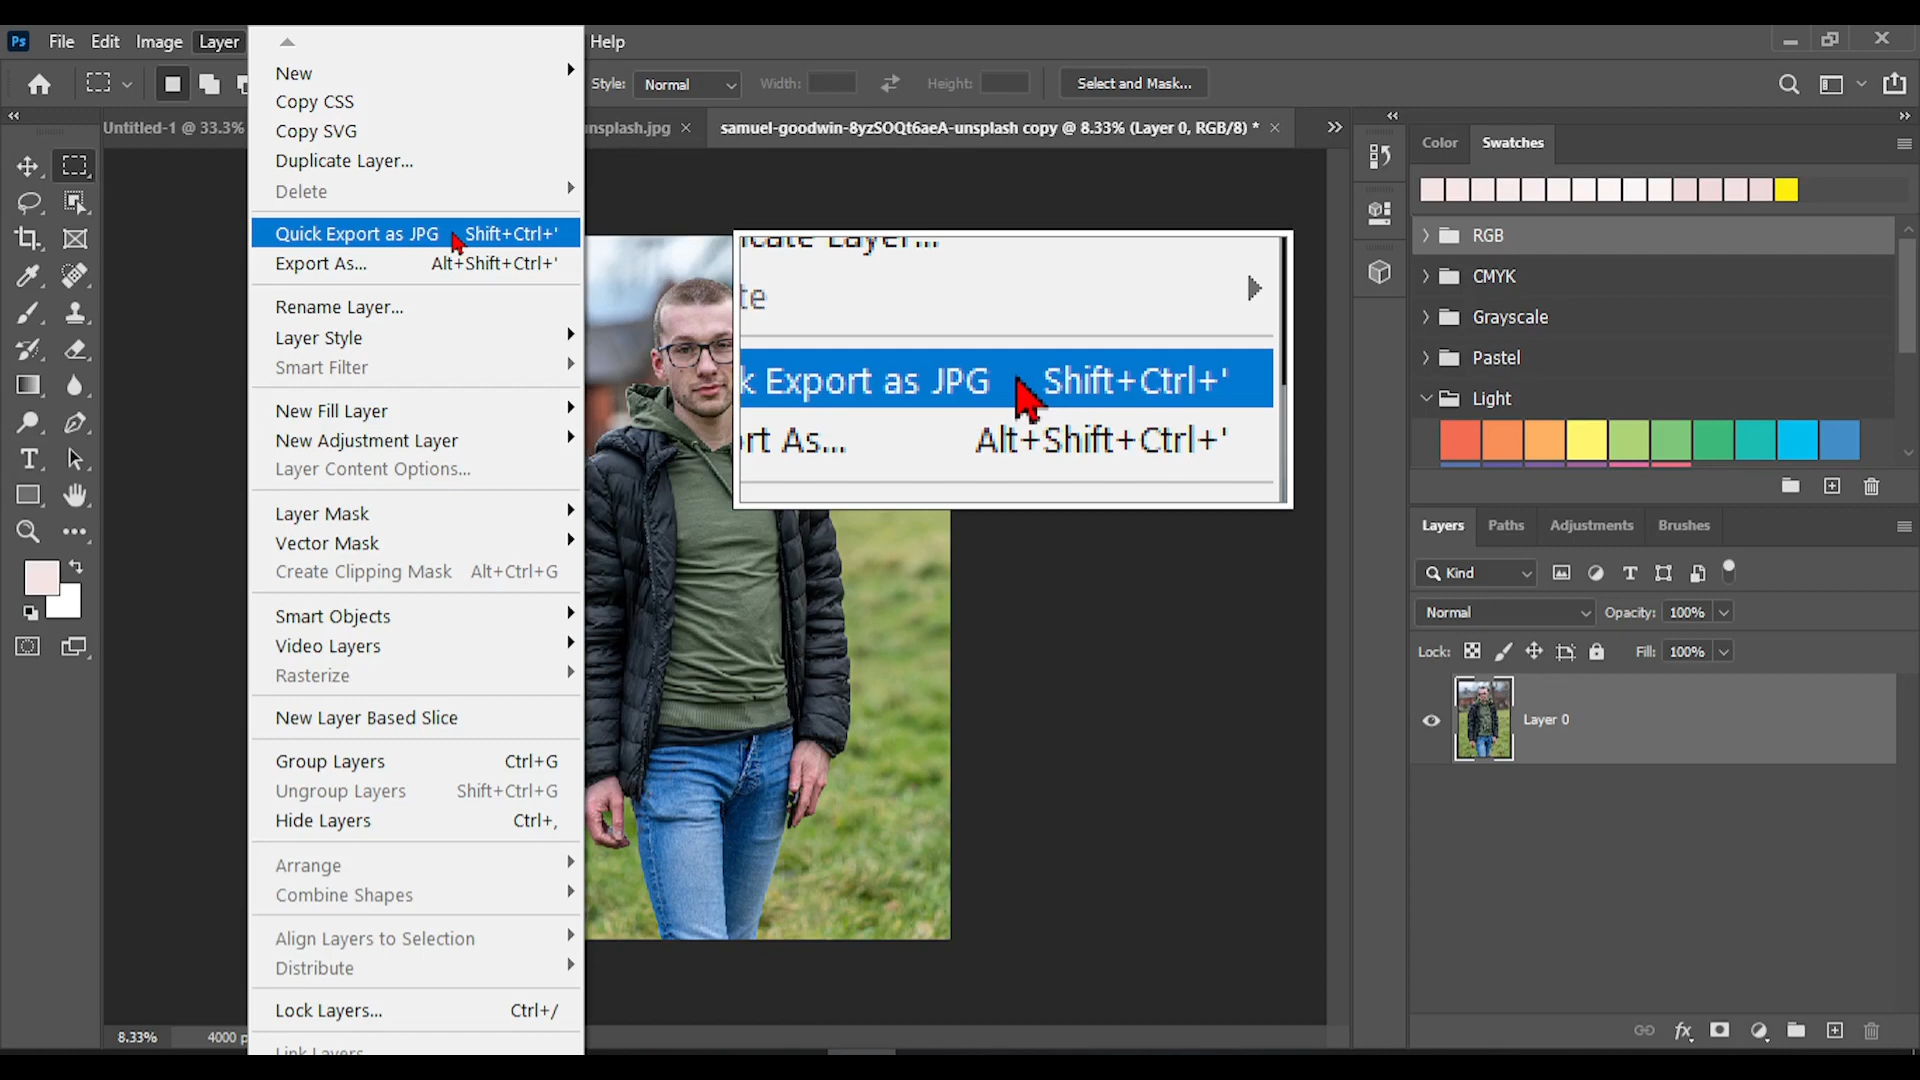 Ps File Edit Image Layer Help
Style: Normal Width: Height: Select and Mask...
Untitled-1 @ 33.3% nsplash.jpg × samuel-goodwin-8yzSOQt6aeA-unsplash copy @ 8.33% (Layer 0, RGB/8) * ×
New
Copy CSS
Copy SVG
Duplicate Layer...
Delete
Quick Export as JPG Shift+Ctrl+'
Export As... Alt+Shift+Ctrl+'
Rename Layer...
Layer Style
Smart Filter
New Fill Layer
New Adjustment Layer
Layer Content Options...
Layer Mask
Vector Mask
Create Clipping Mask Alt+Ctrl+G
Smart Objects
Video Layers
Rasterize
New Layer Based Slice
Group Layers Ctrl+G
Ungroup Layers Shift+Ctrl+G
Hide Layers Ctrl+,
Arrange
Combine Shapes
Align Layers to Selection
Distribute
Lock Layers... Ctrl+/
Link Layers
icate Layer...
te
k Export as JPG Shift+Ctrl+'
ort As... Alt+Shift+Ctrl+'
Color Swatches
RGB
CMYK
Grayscale
Pastel
Light
Layers Paths Adjustments Brushes
Kind
Normal Opacity: 100%
Lock: Fill: 100%
Layer 0
fx
8.33% 4000 p